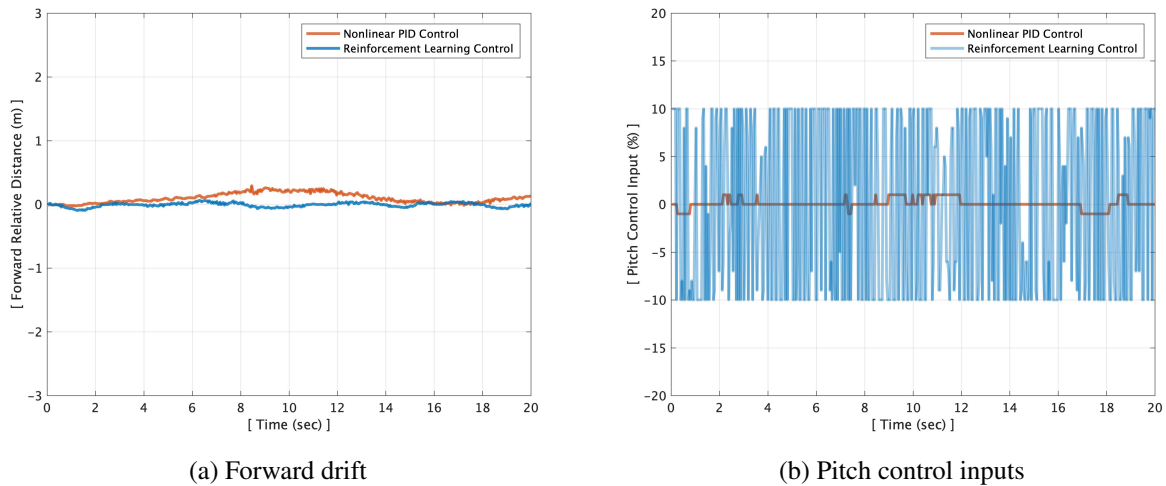 3
2
1
0
-1
-2
-3
[ Forward Relative Distance (m) ]
Nonlinear PID Control
Reinforcement Learning Control
0 2 4 6 8 10 12 14 16 18 20
[ Time (sec) ]
(a) Forward drift
20
15
10
5
0
-5
-10
-15
-20
[ Pitch Control Input (%) ]
Nonlinear PID Control
Reinforcement Learning Control
0 2 4 6 8 10 12 14 16 18 20
[ Time (sec) ]
(b) Pitch control inputs